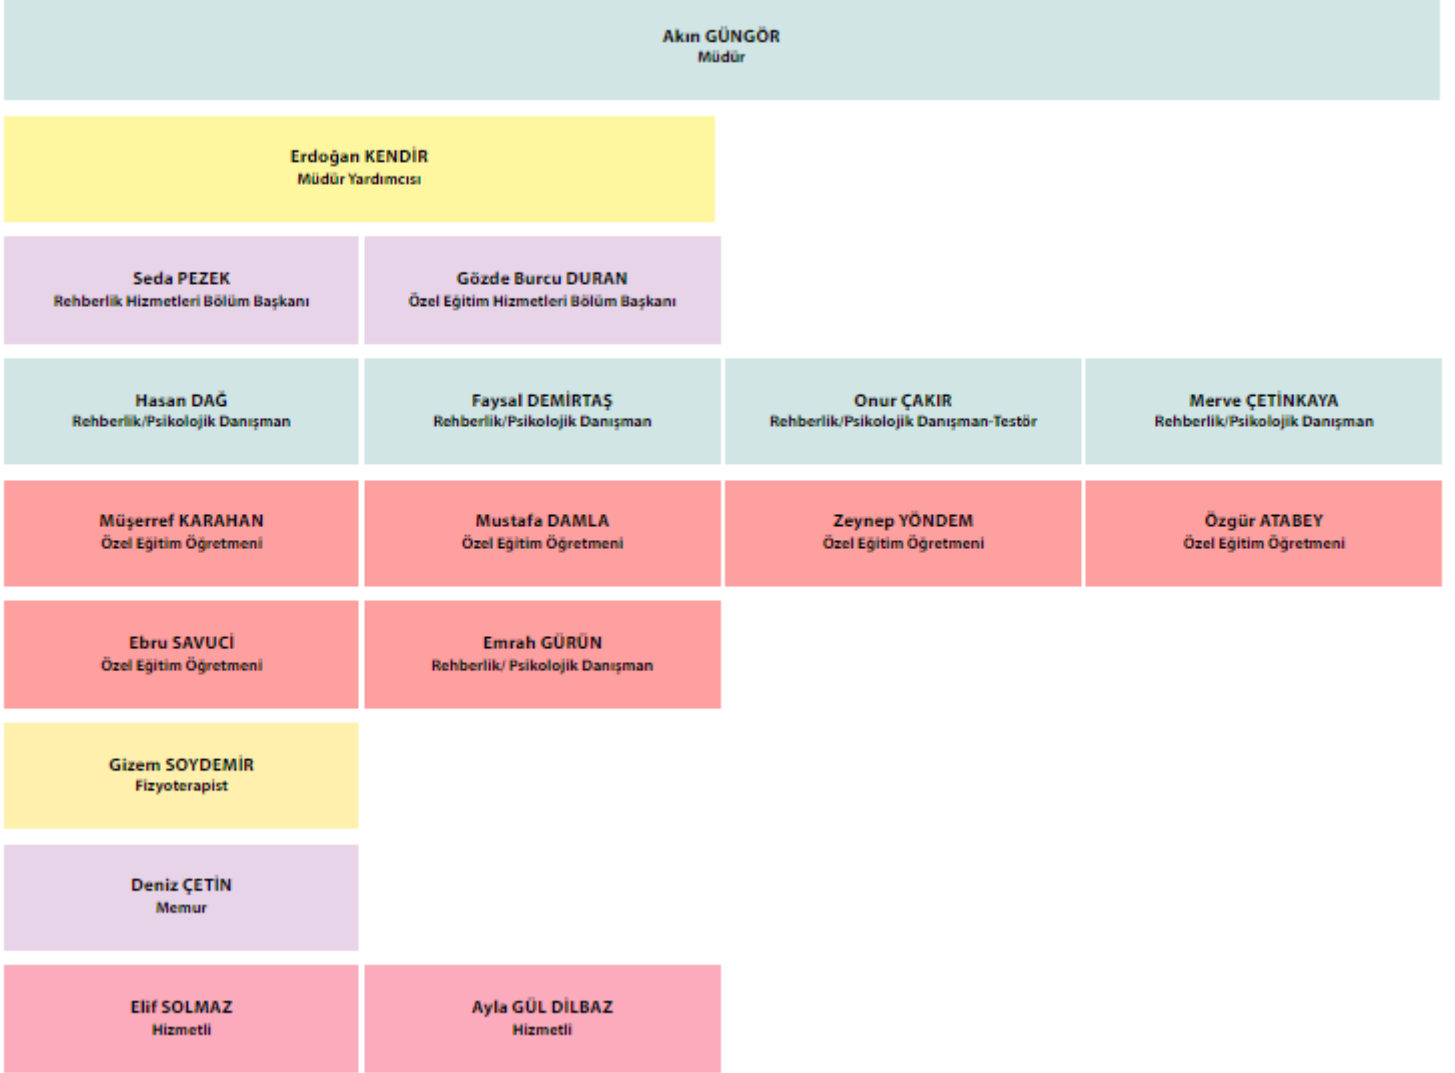 Akın GÜNGÖR
Müdür
Erdoğan KENDİR
Müdür Yardımcısı
Seda PEZEK
Rehberlik Hizmetleri Bölüm Başkanı
Gözde Burcu DURAN
Özel Eğitim Hizmetleri Bölüm Başkanı
Hasan DAĞ
Rehberlik/Psikolojik Danışman
Faysal DEMİRTAŞ
Rehberlik/Psikolojik Danışman
Onur ÇAKIR
Rehberlik/Psikolojik Danışman-Testör
Merve ÇETİNKAYA
Rehberlik/Psikolojik Danışman
Müşerref KARAHAN
Özel Eğitim Öğretmeni
Mustafa DAMLA
Özel Eğitim Öğretmeni
Zeynep YÖNDEM
Özel Eğitim Öğretmeni
Özgür ATABEY
Özel Eğitim Öğretmeni
Ebru SAVUCİ
Özel Eğitim Öğretmeni
Emrah GÜRÜN
Rehberlik/ Psikolojik Danışman
Gizem SOYDEMİR
Fizyoterapist
Deniz ÇETİN
Memur
Elif SOLMAZ
Hizmetli
Ayla GÜL DİLBAZ
Hizmetli